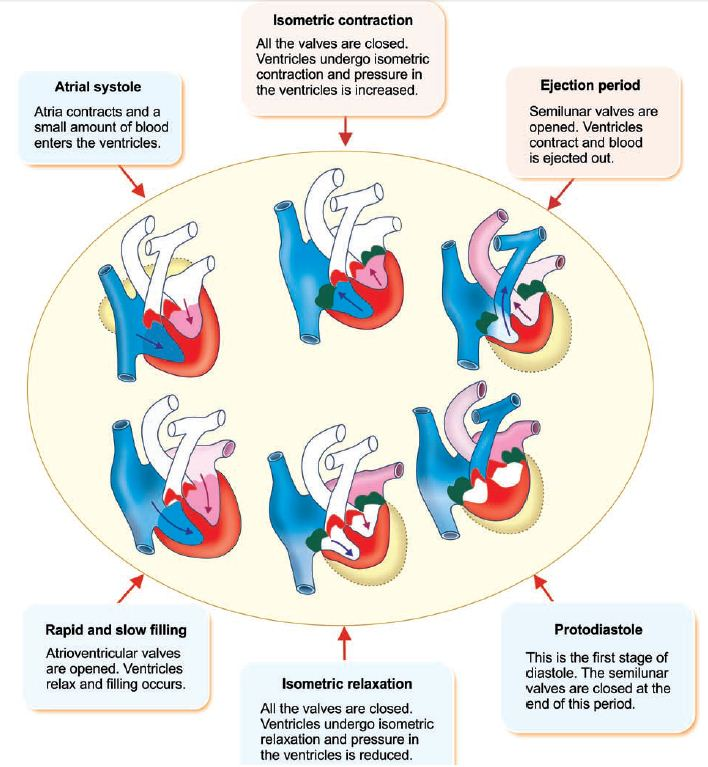 Isometric contraction
All the valves are closed.
Ventricles undergo isometric
contraction and pressure in
the ventricles is increased.
Atrial systole
Atria contracts and a
small amount of blood
enters the ventricles.
Ejection period
Semilunar valves are
opened. Ventricles
contract and blood
is ejected out.
Rapid and slow filling
Atrioventricular valves
are opened. Ventricles
relax and filling occurs.
Isometric relaxation
All the valves are closed.
Ventricles undergo isometric
relaxation and pressure in
the ventricles is reduced.
Protodiastole
This is the first stage of
diastole. The semilunar
valves are closed at the
end of this period.